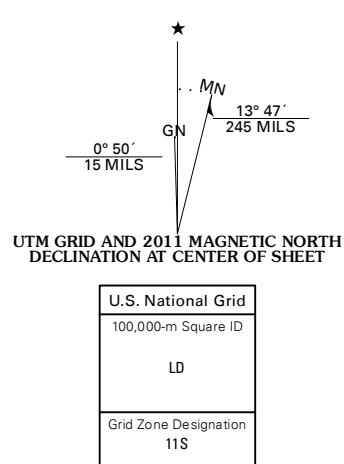 ★
MN
GN
13° 47´
245 MILS
0° 50´
15 MILS
UTM GRID AND 2011 MAGNETIC NORTH
DECLINATION AT CENTER OF SHEET
U.S. National Grid
100,000-m Square ID
LD
Grid Zone Designation
11S